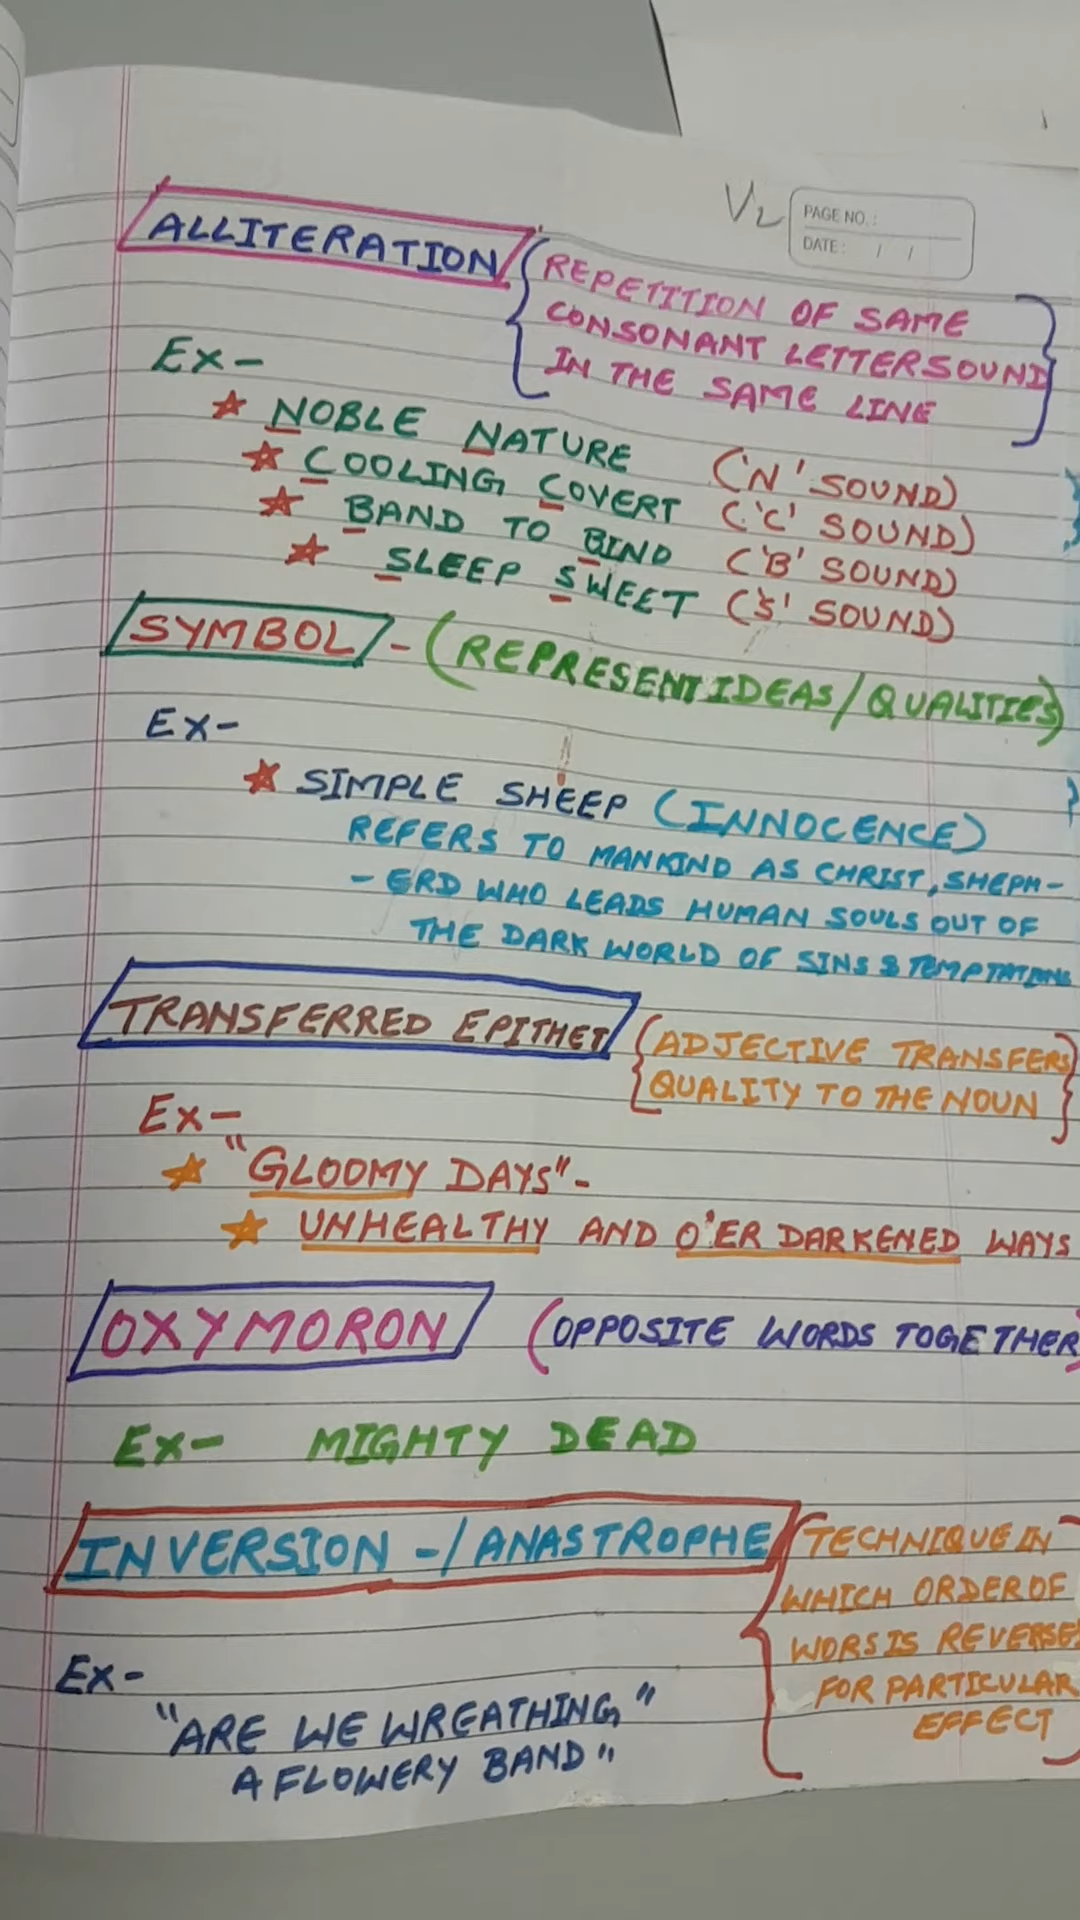 V2
PAGE NO.:
DATE: / /
ALLITERATION
REPETITION OF SAME
CONSONANT LETTERSOUND
IN THE SAME LINE
EX-
NOBLE NATURE ('N' SOUND)
COOLING COVERT ('C' SOUND)
BAND TO BIND ('B' SOUND)
SLEEP SWEET ('S' SOUND)
SYMBOL - (REPRESENT IDEAS/QUALITIES)
EX-
SIMPLE SHEEP (INNOCENCE)
REFERS TO MANKIND AS CHRIST, SHEPH-
- ERD WHO LEADS HUMAN SOULS OUT OF
THE DARK WORLD OF SINS & TEMPTATIONS
TRANSFERRED EPITHET
ADJECTIVE TRANSFERS
QUALITY TO THE NOUN
EX-
"GLOOMY DAYS" -
UNHEALTHY AND O'ER DARKENED WAYS
OXYMORON (OPPOSITE WORDS TOGETHER)
EX- MIGHTY DEAD
INVERSION -/ANASTROPHE
TECHNIQUE IN
WHICH ORDER OF
WORS IS REVERSE
FOR PARTICULAR
EFFECT
EX-
"ARE WE WREATHING"
A FLOWERY BAND"